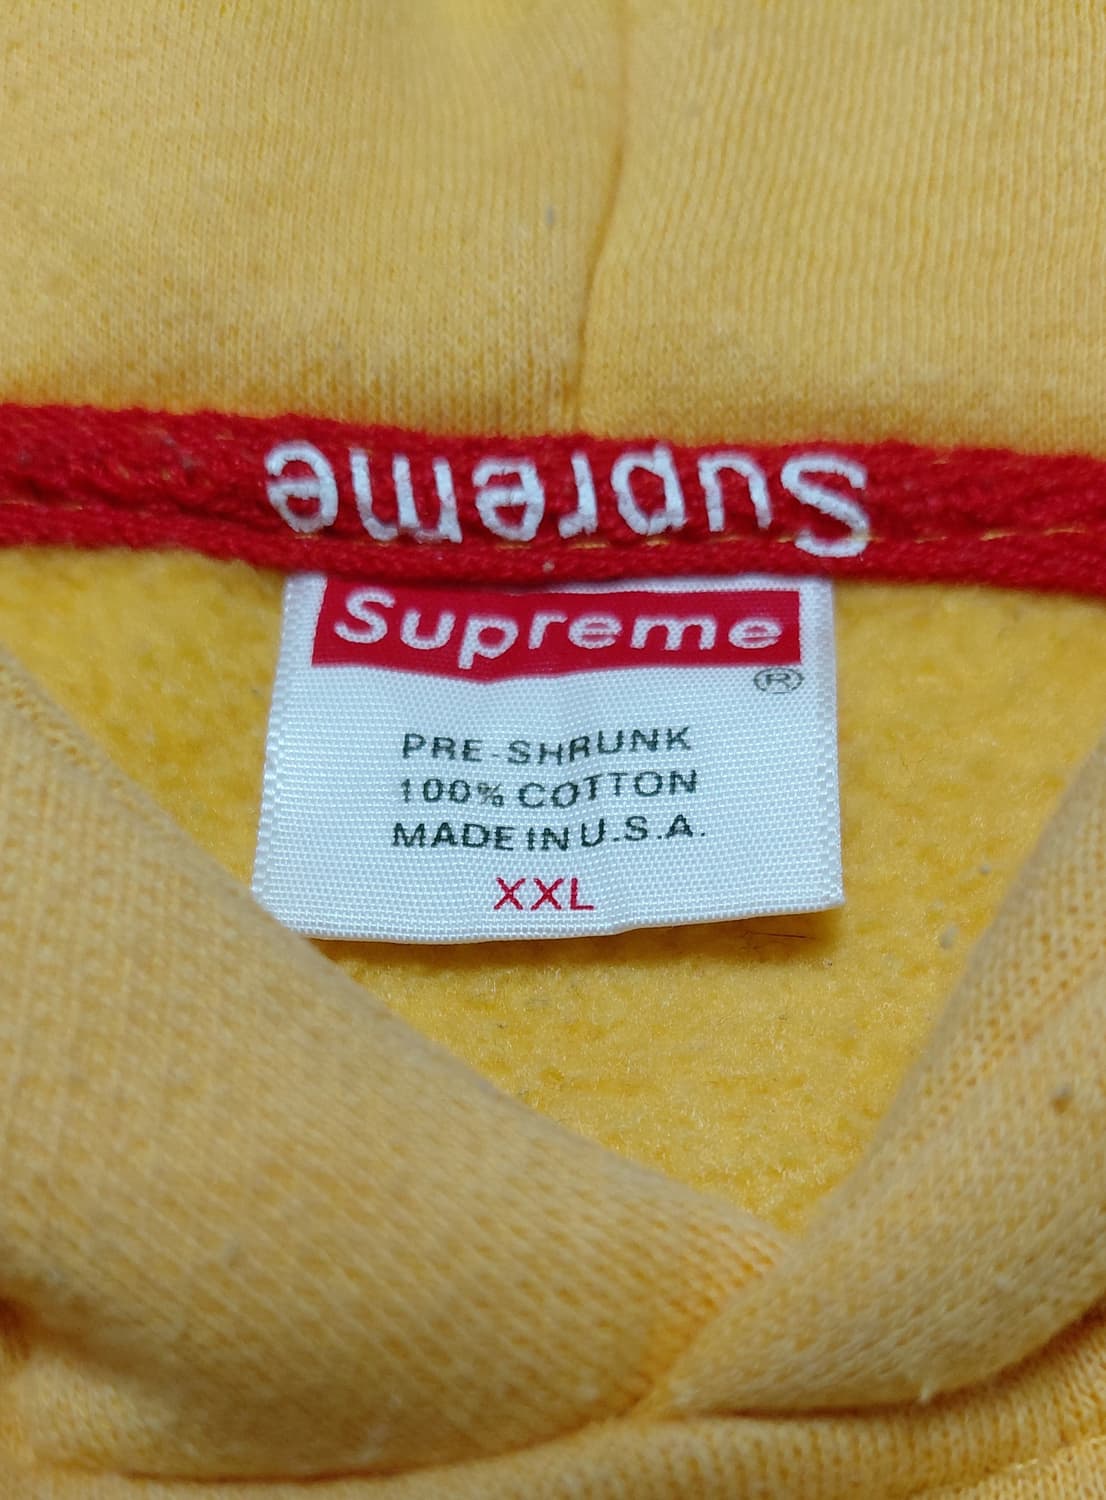 Supreme
Supreme
®
PRE-SHRUNK
100% COTTON
MADE IN U.S.A.
XXL